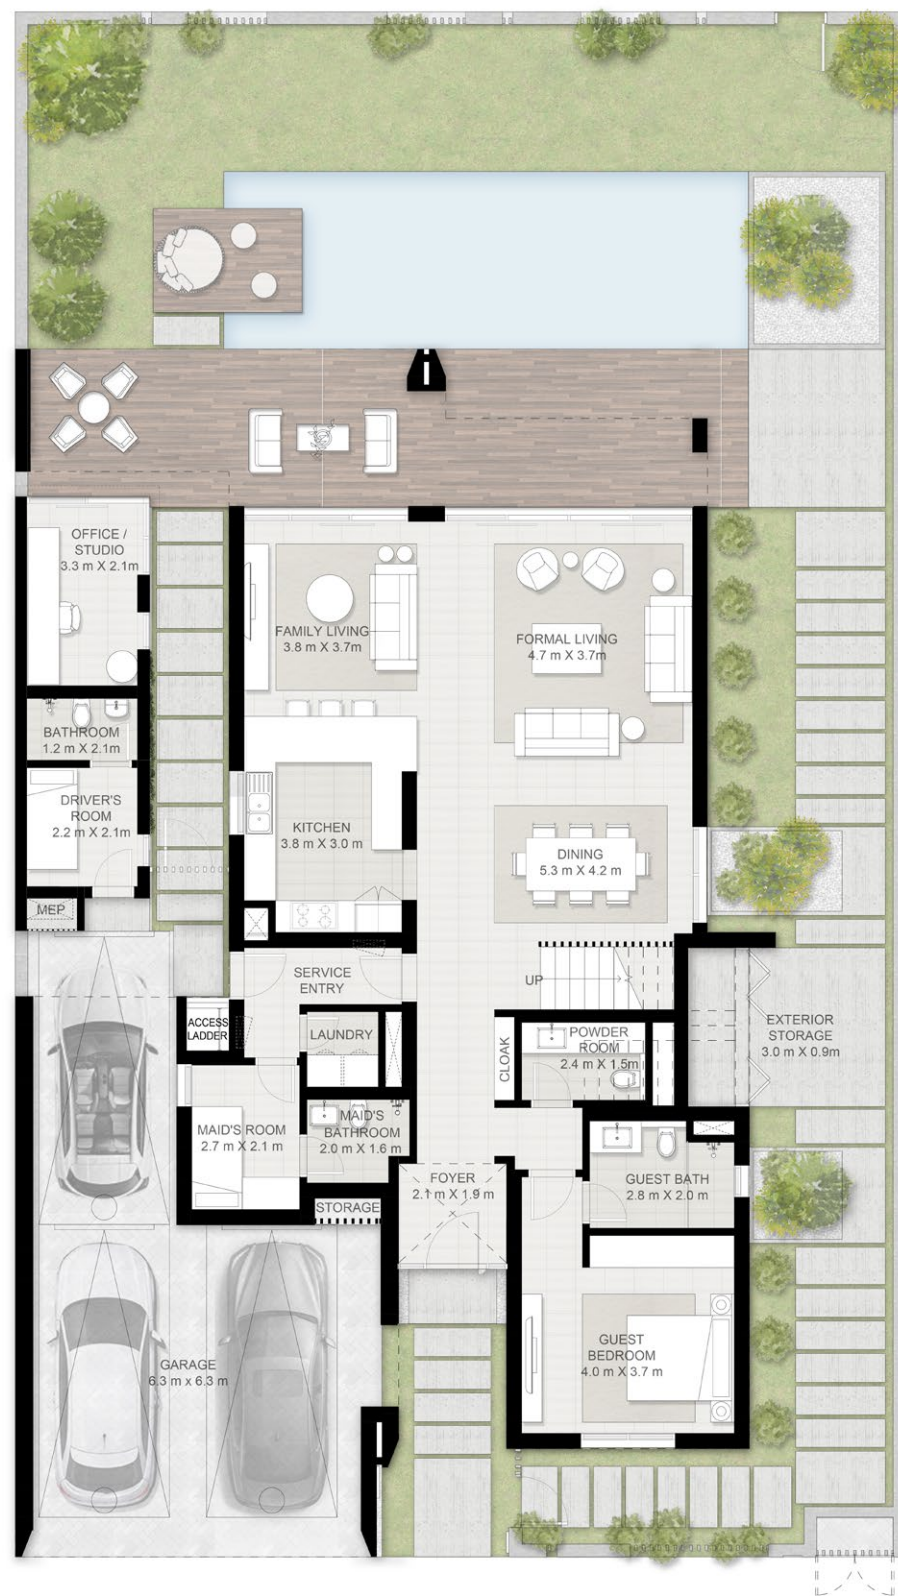 OFFICE /
STUDIO
3.3 m X 2.1m
FAMILY LIVING
3.8 m X 3.7m
FORMAL LIVING
4.7 m X 3.7m
BATHROOM
1.2 m X 2.1m
DRIVER'S
ROOM
2.2 m X 2.1m
KITCHEN
3.8 m X 3.0 m
DINING
5.3 m X 4.2 m
MEP
SERVICE
ENTRY
UP
ACCESS
LADDER
LAUNDRY
CLOAK
POWDER
ROOM
2.4 m X 1.5m
EXTERIOR
STORAGE
3.0 m X 0.9m
MAID'S ROOM
2.7 m X 2.1 m
MAID'S
BATHROOM
2.0 m X 1.6 m
STORAGE
FOYER
2.1 m X 1.9 m
GUEST BATH
2.8 m X 2.0 m
GUEST
BEDROOM
4.0 m X 3.7 m
GARAGE
6.3 m x 6.3 m